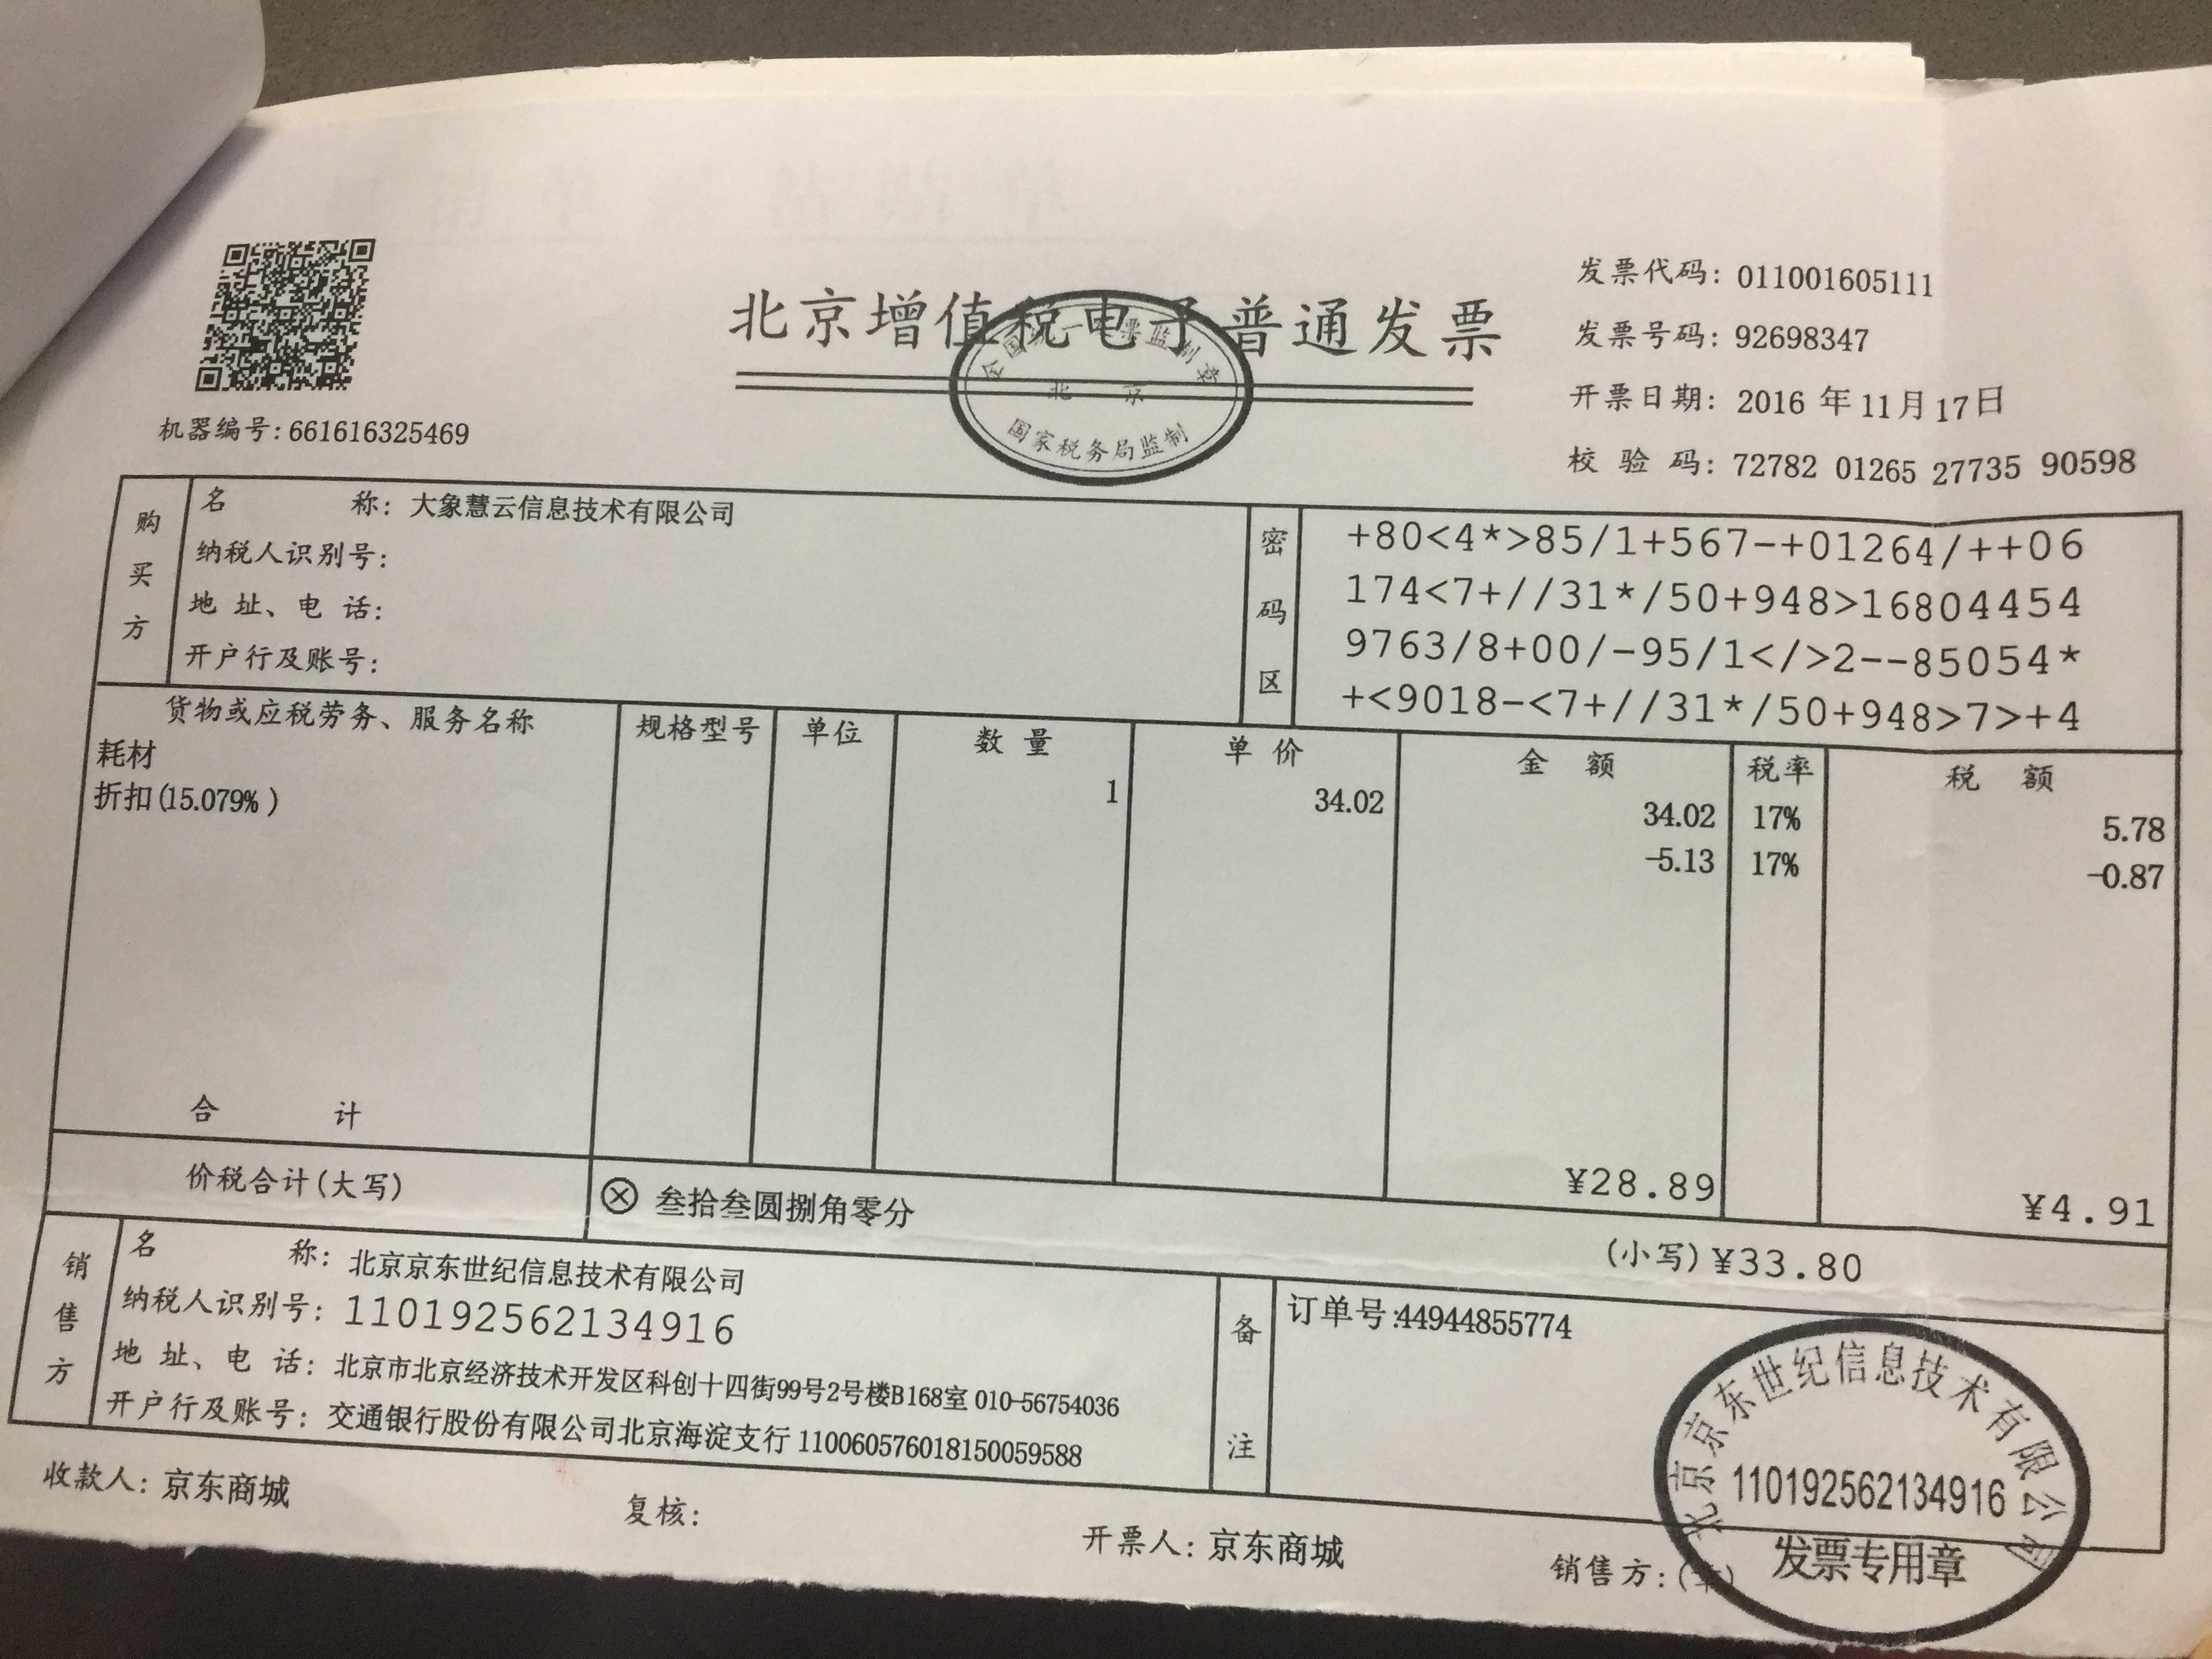 北京增值税电子普通发票
全国统一发票监制章
北京
国家税务局监制
发票代码: 011001605111
发票号码: 92698347
开票日期: 2016 年 11月 17日
校 验 码: 72782 01265 27735 90598
机器编号: 661616325469
购买方
名 称: 大象慧云信息技术有限公司
纳税人识别号:
地 址、电 话:
开户行及账号:
密码区
+80<4*>85/1+567-+01264/++06
174<7+//31*/50+948>16804454
9763/8+00/-95/1</>2--85054*
+<9018-<7+//31*/50+948>7>+4
货物或应税劳务、服务名称 规格型号 单位 数 量 单 价 金 额 税率 税 额
耗材 1 34.02 34.02 17% 5.78
折扣(15.079%) -5.13 17% -0.87
合 计 ¥28.89 ¥4.91
价税合计(大写) ⊗ 叁拾叁圆捌角零分 (小写) ¥33.80
销售方
名 称: 北京京东世纪信息技术有限公司
纳税人识别号: 110192562134916
地 址、电 话: 北京市北京经济技术开发区科创十四街99号2号楼B168室 010-56754036
开户行及账号: 交通银行股份有限公司北京海淀支行 110060576018150059588
备注
订单号:44944855774
北京京东世纪信息技术有限公司
110192562134916
发票专用章
收款人: 京东商城 复核: 开票人: 京东商城 销售方: (章)